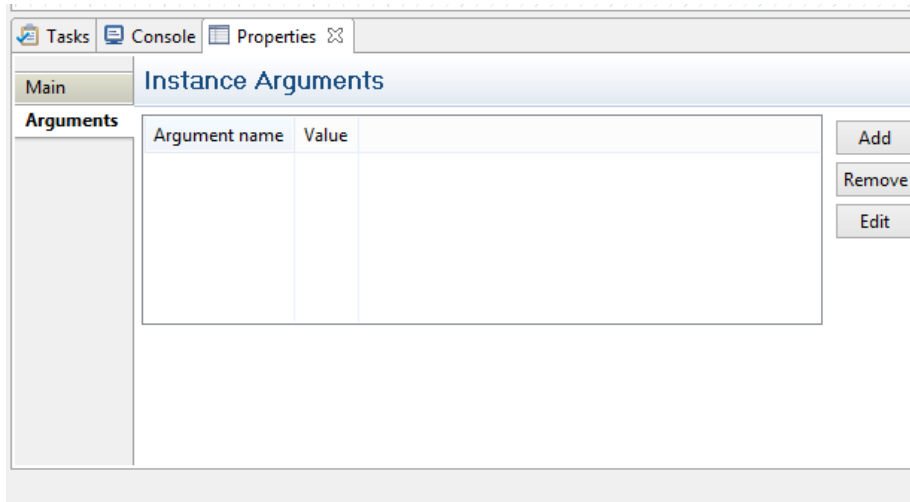 Tasks Console Properties
Main
Arguments
Instance Arguments
Argument name Value
Add
Remove
Edit